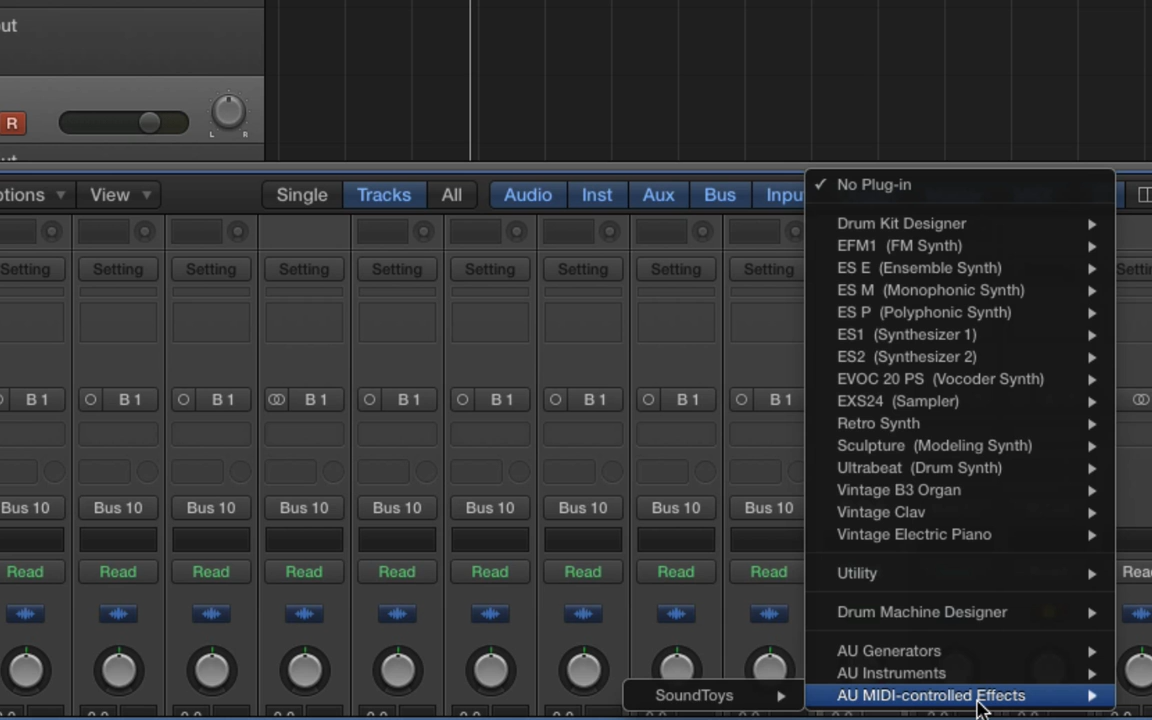 ut
R
L R
ptions View Single Tracks All Audio Inst Aux Bus Inpu
Setting Setting Setting Setting Setting Setting Setting Setting Setting Setti
B 1 B 1 B 1 B 1 B 1 B 1 B 1 B 1 B 1
Bus 10 Bus 10 Bus 10 Bus 10 Bus 10 Bus 10 Bus 10 Bus 10 Bus 10
Read Read Read Read Read Read Read Read Read Rea
✓ No Plug-in
Drum Kit Designer
EFM1 (FM Synth)
ES E (Ensemble Synth)
ES M (Monophonic Synth)
ES P (Polyphonic Synth)
ES1 (Synthesizer 1)
ES2 (Synthesizer 2)
EVOC 20 PS (Vocoder Synth)
EXS24 (Sampler)
Retro Synth
Sculpture (Modeling Synth)
Ultrabeat (Drum Synth)
Vintage B3 Organ
Vintage Clav
Vintage Electric Piano
Utility
Drum Machine Designer
AU Generators
AU Instruments
AU MIDI-controlled Effects
SoundToys